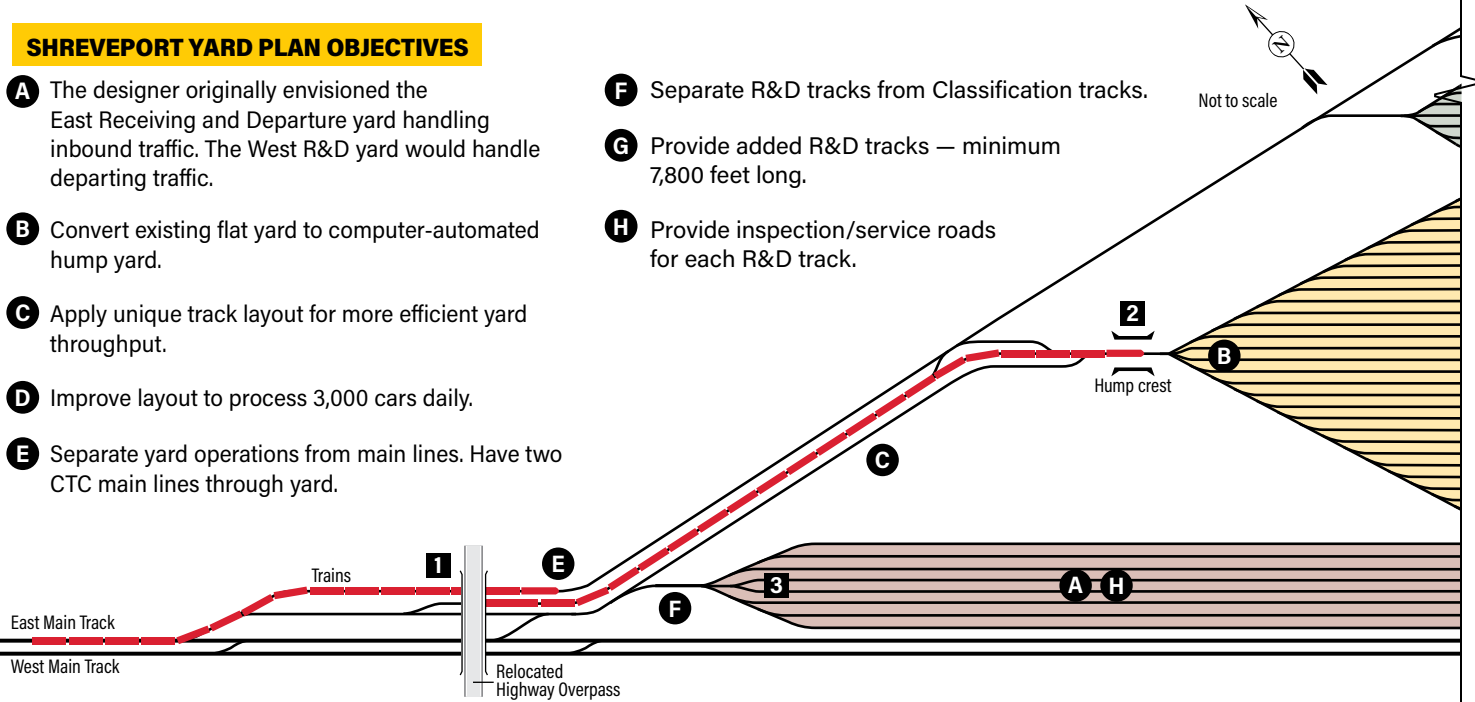 SHREVEPORT YARD PLAN OBJECTIVES
A The designer originally envisioned the
East Receiving and Departure yard handling
inbound traffic. The West R&D yard would handle
departing traffic.
B Convert existing flat yard to computer-automated
hump yard.
C Apply unique track layout for more efficient yard
throughput.
D Improve layout to process 3,000 cars daily.
E Separate yard operations from main lines. Have two
CTC main lines through yard.
F Separate R&D tracks from Classification tracks.
G Provide added R&D tracks — minimum
7,800 feet long.
H Provide inspection/service roads
for each R&D track.
N
Not to scale
2
B
Hump crest
C
1
E
Trains
3
A H
F
East Main Track
West Main Track
Relocated
Highway Overpass